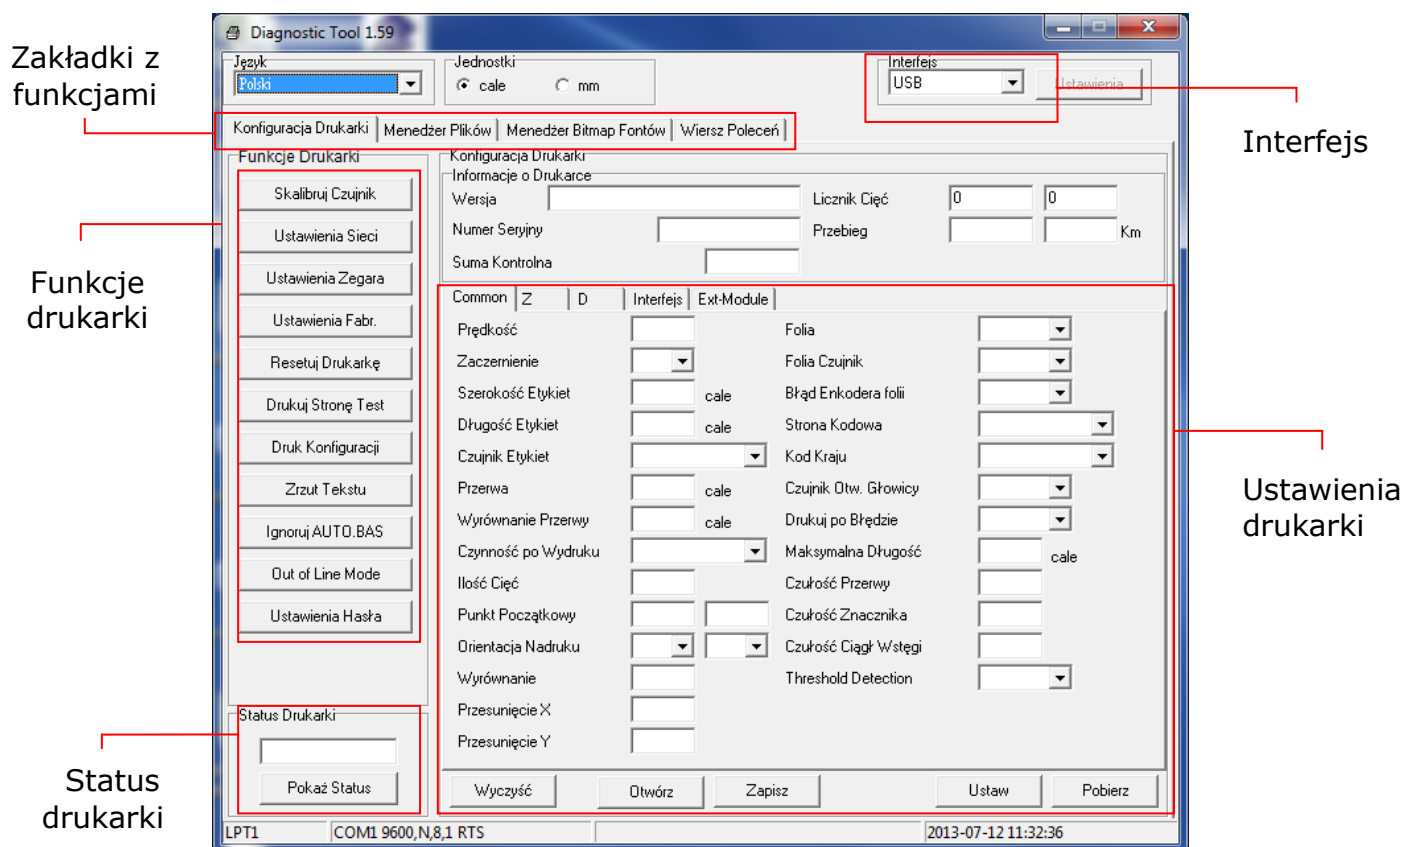 Diagnostic Tool 1.59
Zakładki z
funkcjami
Język
Polski
Jednostki
cale
mm
Interfejs
USB
Ustawienia
Interfejs
Konfiguracja Drukarki
Menedżer Plików
Menedżer Bitmap Fontów
Wiersz Poleceń
Funkcje Drukarki
Skalibruj Czujnik
Ustawienia Sieci
Ustawienia Zegara
Ustawienia Fabr.
Resetuj Drukarkę
Drukuj Stronę Test
Druk Konfiguracji
Zrzut Tekstu
Ignoruj AUTO.BAS
Out of Line Mode
Ustawienia Hasła
Funkcje
drukarki
Konfiguracja Drukarki
Informacje o Drukarce
Wersja
Licznik Cięć
0
0
Numer Seryjny
Przebieg
Km
Suma Kontrolna
Common
Z
D
Interfejs
Ext-Module
Prędkość
Folia
Zaczernienie
Folia Czujnik
Szerokość Etykiet
cale
Błąd Enkodera folii
Długość Etykiet
cale
Strona Kodowa
Czujnik Etykiet
Kod Kraju
Przerwa
cale
Czujnik Otw. Głowicy
Wyrównanie Przerwy
cale
Drukuj po Błędzie
Czynność po Wydruku
Maksymalna Długość
cale
Ilość Cięć
Czułość Przerwy
Punkt Początkowy
Czułość Znacznika
Orientacja Nadruku
Czułość Ciągł Wstęgi
Wyrównanie
Threshold Detection
Przesunięcie X
Przesunięcie Y
Ustawienia
drukarki
Status Drukarki
Pokaż Status
Status
drukarki
Wyczyść
Otwórz
Zapisz
Ustaw
Pobierz
LPT1
COM1 9600,N,8,1 RTS
2013-07-12 11:32:36